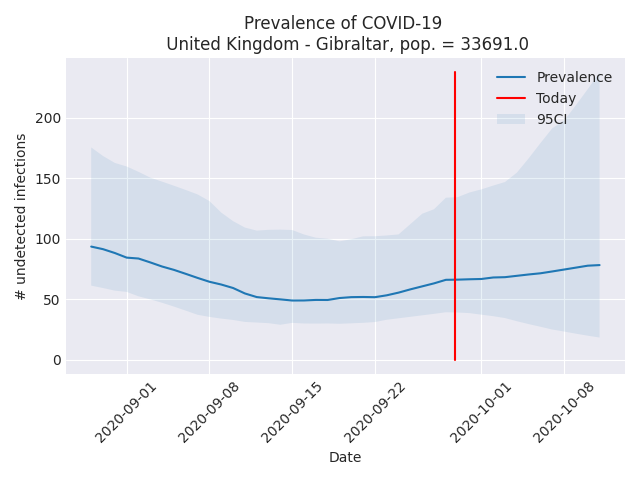 Prevalence of COVID-19
United Kingdom - Gibraltar, pop. = 33691.0
Prevalence
Today
95CI
200
150
100
50
0
# undetected infections
2020-09-01
2020-09-08
2020-09-15
2020-09-22
2020-10-01
2020-10-08
Date